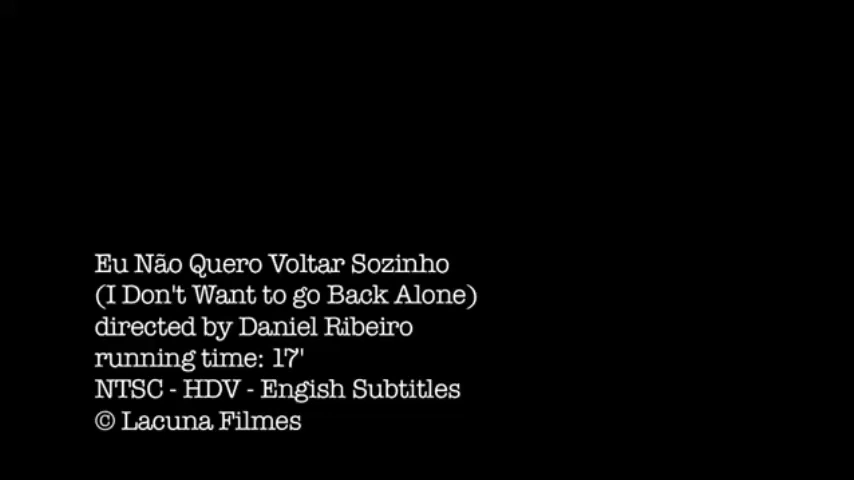 Eu Não Quero Voltar Sozinho
(I Don't Want to go Back Alone)
directed by Daniel Ribeiro
running time: 17'
NTSC - HDV - Engish Subtitles
© Lacuna Filmes